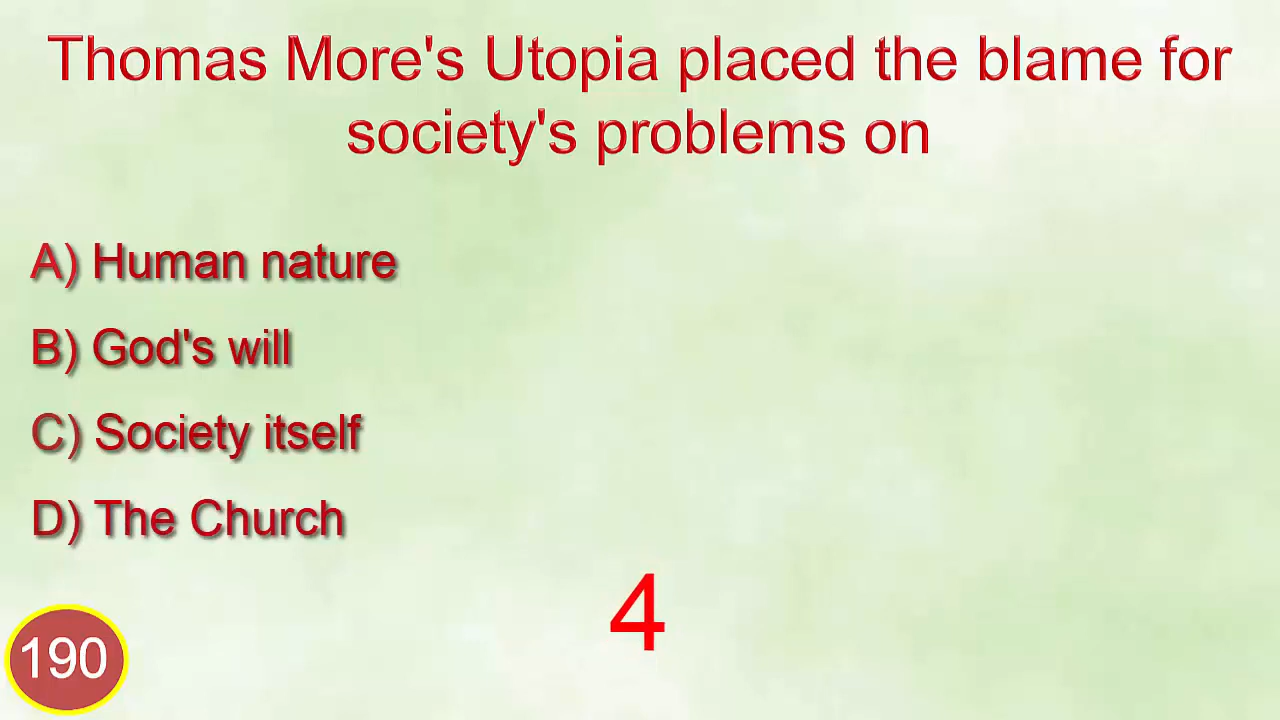 Thomas More's Utopia placed the blame for
society's problems on
A) Human nature
B) God's will
C) Society itself
D) The Church
4
190